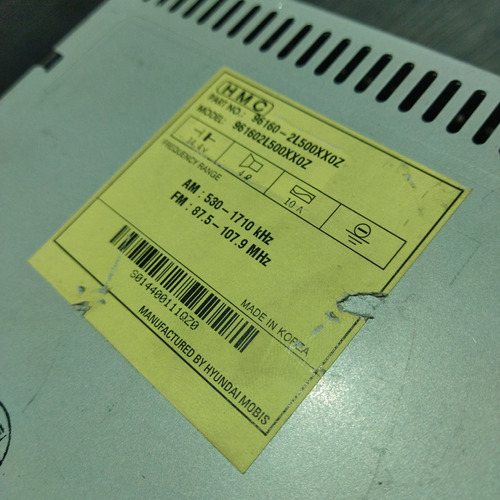 HMC
PART NO.: 96160-2L500XX0Z
MODEL: 961602L500XX0Z
14.4V 4Ω 10A
FREQUENCY RANGE
AM : 530-1710 kHz
FM : 87.5-107.9 MHz
S014400111QZ0
MADE IN KOREA
MANUFACTURED BY HYUNDAI MOBIS